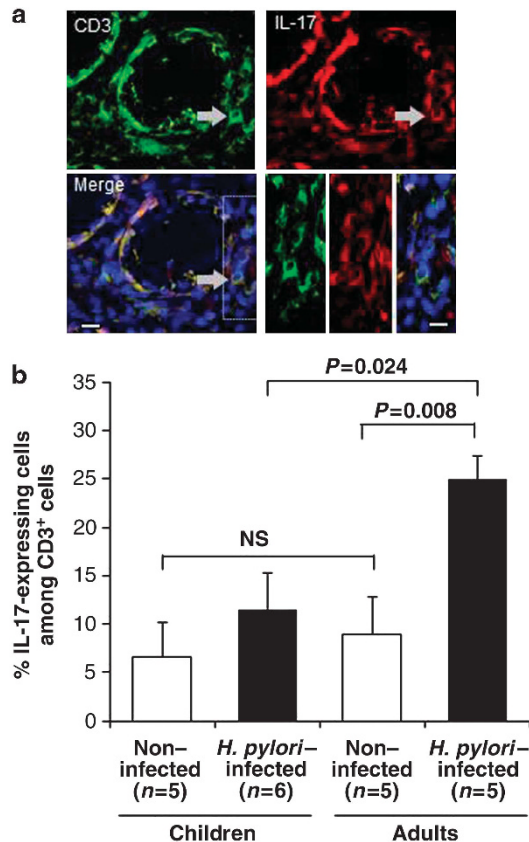 a
CD3
IL-17
Merge
b
P=0.024
P=0.008
NS
% IL-17-expressing cells
among CD3+ cells
35
30
25
20
15
10
5
0
Non–
infected
(n=5)
H. pylori–
infected
(n=6)
Non–
infected
(n=5)
H. pylori–
infected
(n=5)
Children
Adults